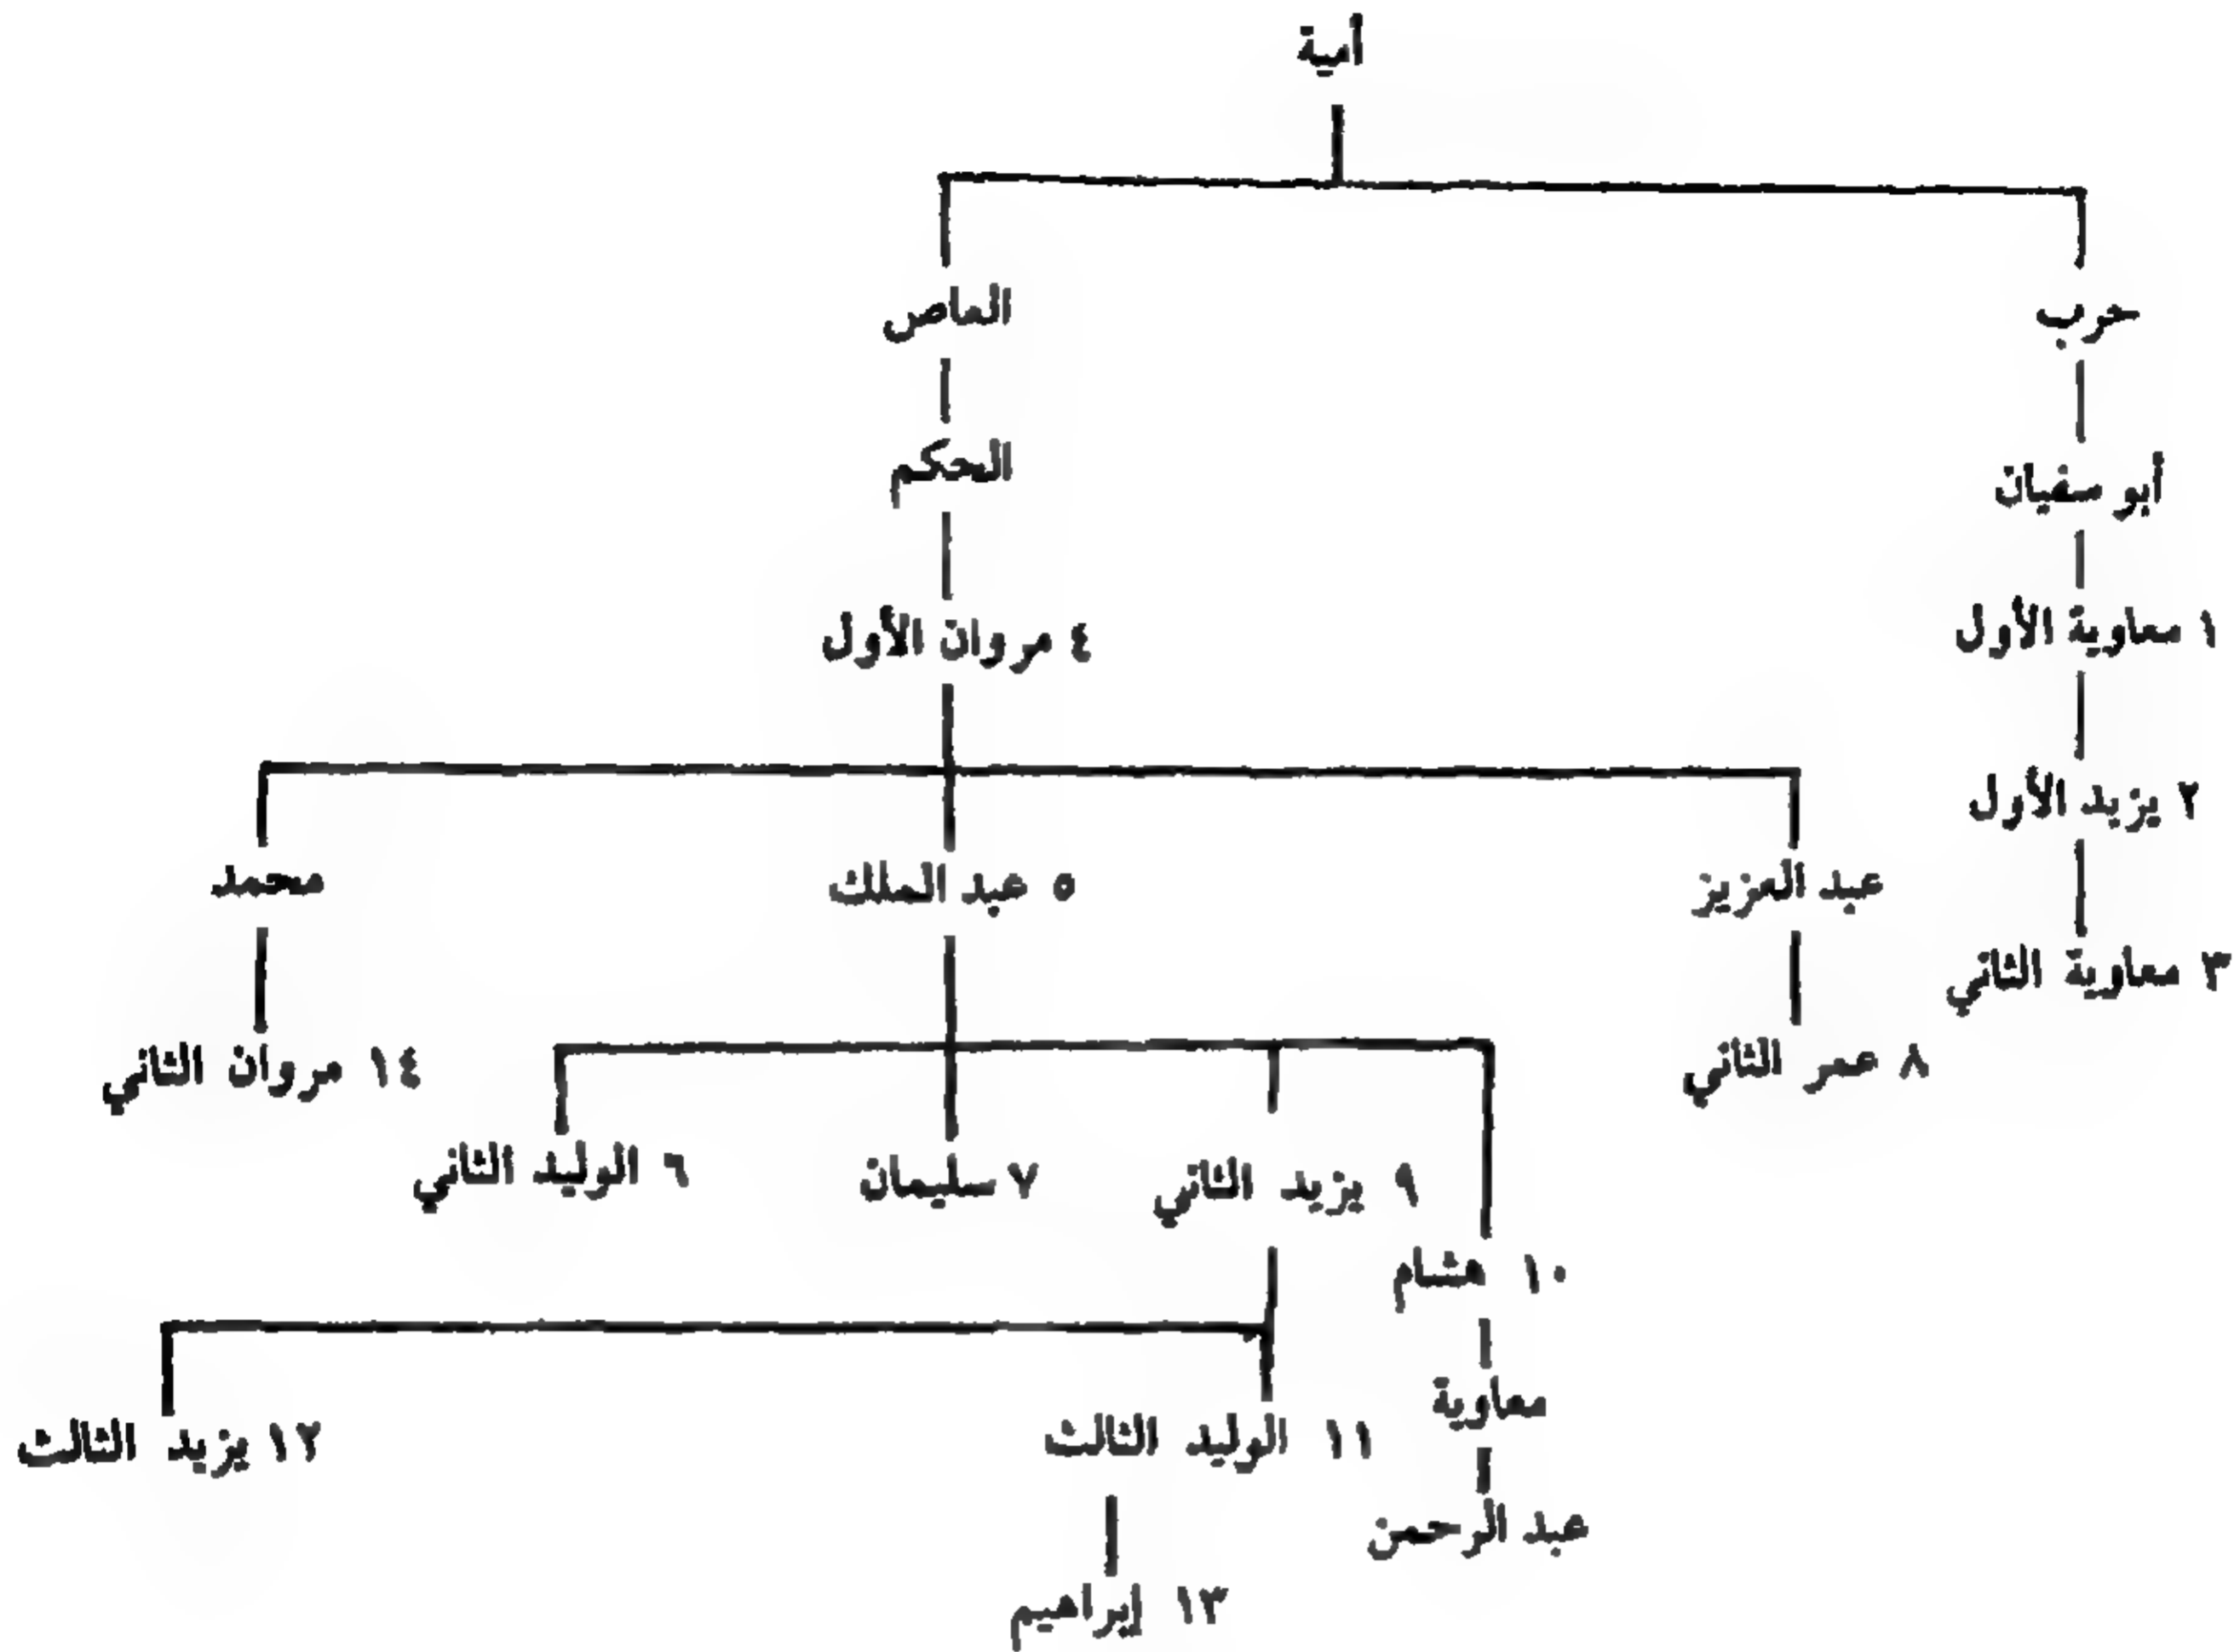 أمية
حرب
العاص
أبو سفيان
الحكم
١ معاوية الأول
٤ مروان الأول
٢ يزيد الأول
عبد العزيز
٥ عبد الملك
محمد
٣ معاوية الثاني
٨ عمر الثاني
١٤ مروان الثاني
٩ يزيد الثاني
٧ سليمان
٦ الوليد الثاني
١٠ هشام
معاوية
١١ الوليد الثالث
١٢ يزيد الثالث
عبد الرحمن
١٣ إبراهيم